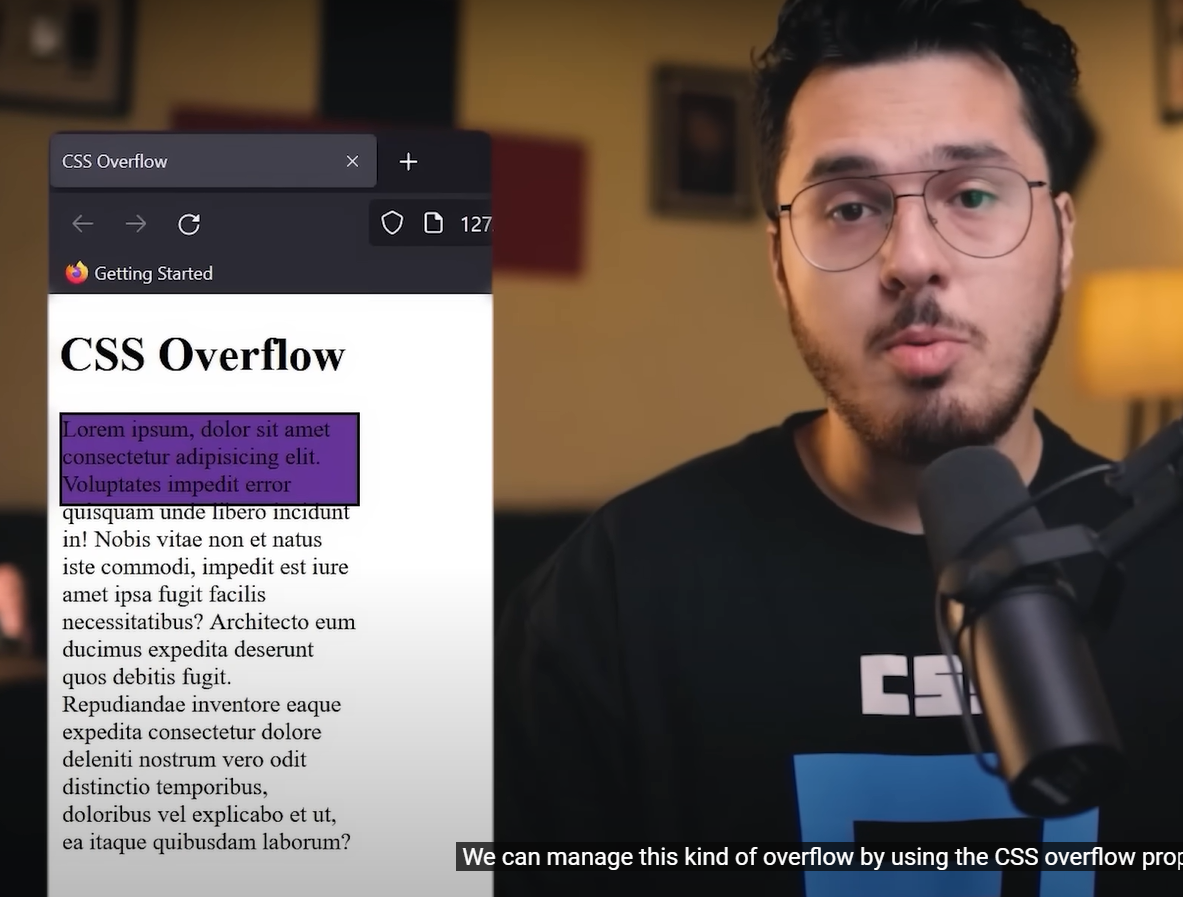 CSS Overflow
127
Getting Started
CSS Overflow
Lorem ipsum, dolor sit amet
consectetur adipisicing elit.
Voluptates impedit error
quisquam unde libero incidunt
in! Nobis vitae non et natus
iste commodi, impedit est iure
amet ipsa fugit facilis
necessitatibus? Architecto eum
ducimus expedita deserunt
quos debitis fugit.
Repudiandae inventore eaque
expedita consectetur dolore
deleniti nostrum vero odit
distinctio temporibus,
doloribus vel explicabo et ut,
ea itaque quibusdam laborum?
CS
We can manage this kind of overflow by using the CSS overflow prop